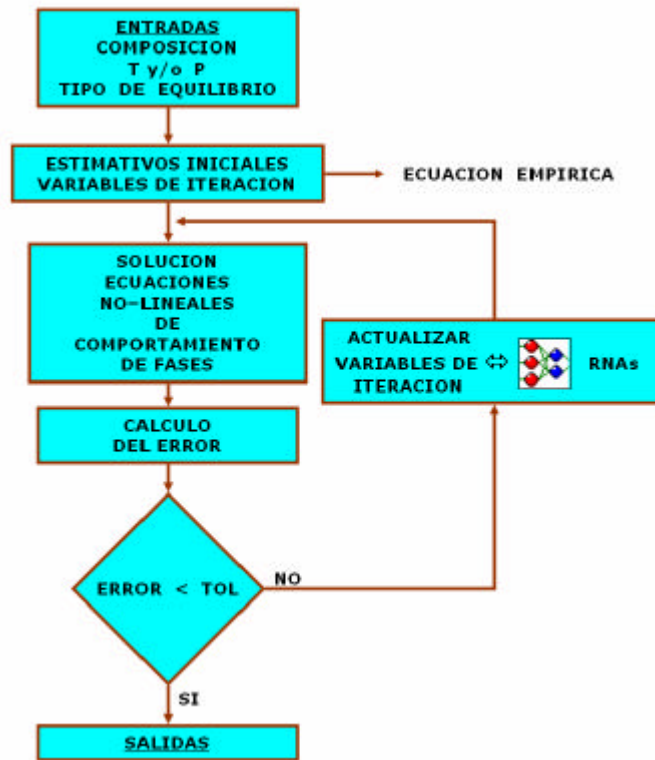 ENTRADAS
COMPOSICION
T y/o P
TIPO DE EQUILIBRIO
ESTIMATIVOS INICIALES
VARIABLES DE ITERACION
ECUACION EMPIRICA
SOLUCION
ECUACIONES
NO-LINEALES
DE
COMPORTAMIENTO
DE FASES
ACTUALIZAR
VARIABLES DE ⇔ RNAs
ITERACION
CALCULO
DEL ERROR
ERROR < TOL
NO
SI
SALIDAS